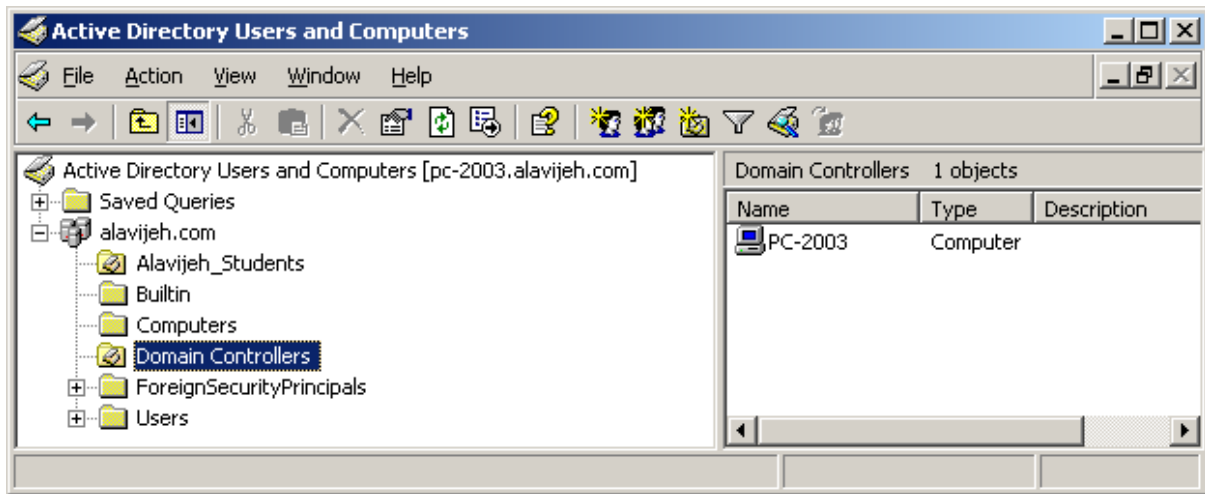 Active Directory Users and Computers
File Action View Window Help
Active Directory Users and Computers [pc-2003.alavijeh.com]
Saved Queries
alavijeh.com
Alavijeh_Students
Builtin
Computers
Domain Controllers
ForeignSecurityPrincipals
Users
Domain Controllers 1 objects
Name Type Description
PC-2003 Computer